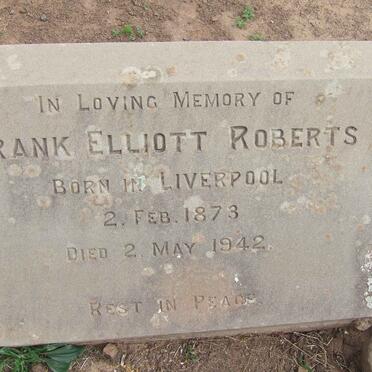 In Loving Memory of
rank Elliott Roberts
Born in Liverpool
2. Feb. 1873
Died 2. May 1942.
Rest in Peace